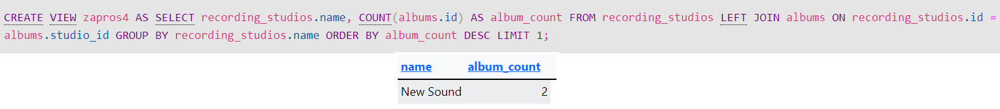 CREATE VIEW zapros4 AS SELECT recording_studios.name, COUNT(albums.id) AS album_count FROM recording_studios LEFT JOIN albums ON recording_studios.id =
albums.studio_id GROUP BY recording_studios.name ORDER BY album_count DESC LIMIT 1;
name album_count
New Sound 2